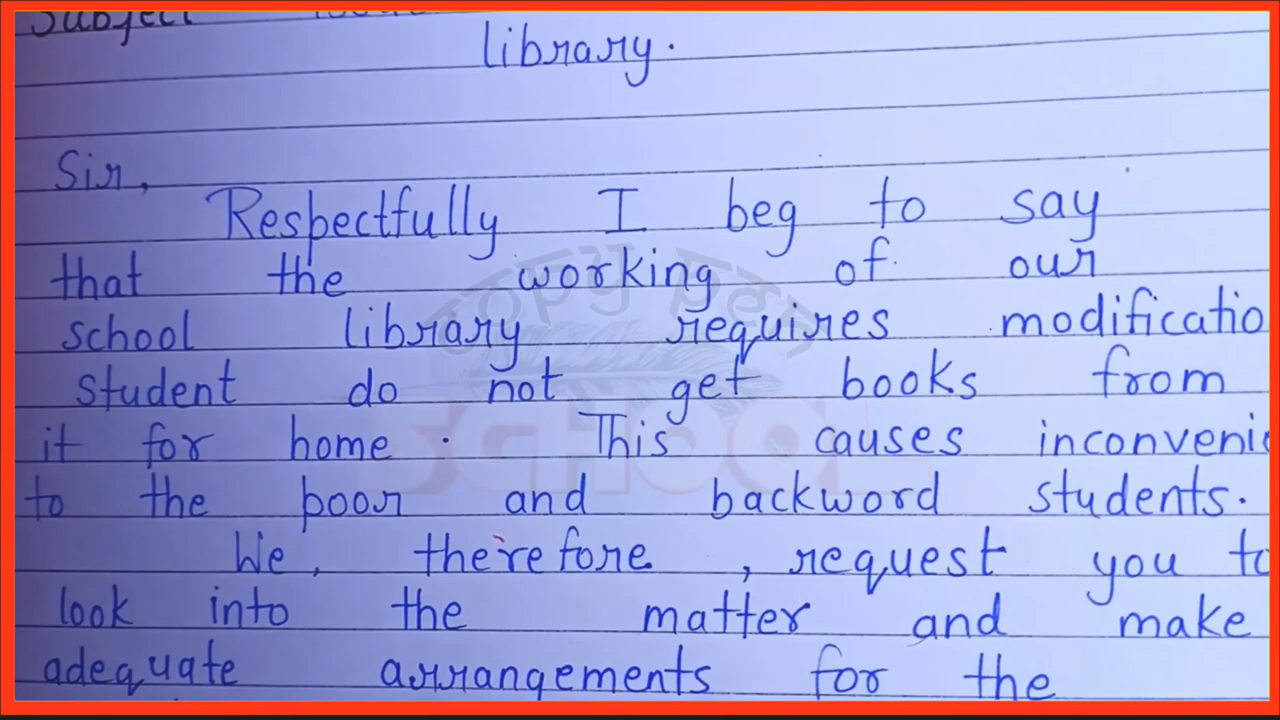 Subject
library.
Sir,
Respectfully I beg to say
that the working of our
school library requires modificatio
student do not get books from
it for home. This causes inconveni
to the poor and backword students.
We, therefore, request you to
look into the matter and make
adequate arrangements for the